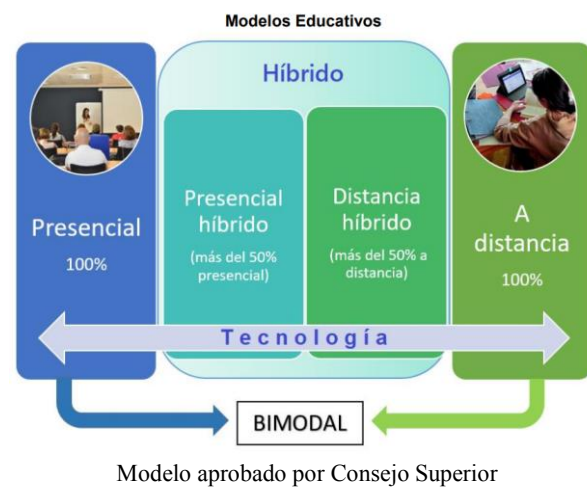 Modelos Educativos
Híbrido
Presencial
100%
Presencial
híbrido
(más del 50%
presencial)
Distancia
híbrido
(más del 50% a
distancia)
A
distancia
100%
Tecnología
BIMODAL
Modelo aprobado por Consejo Superior